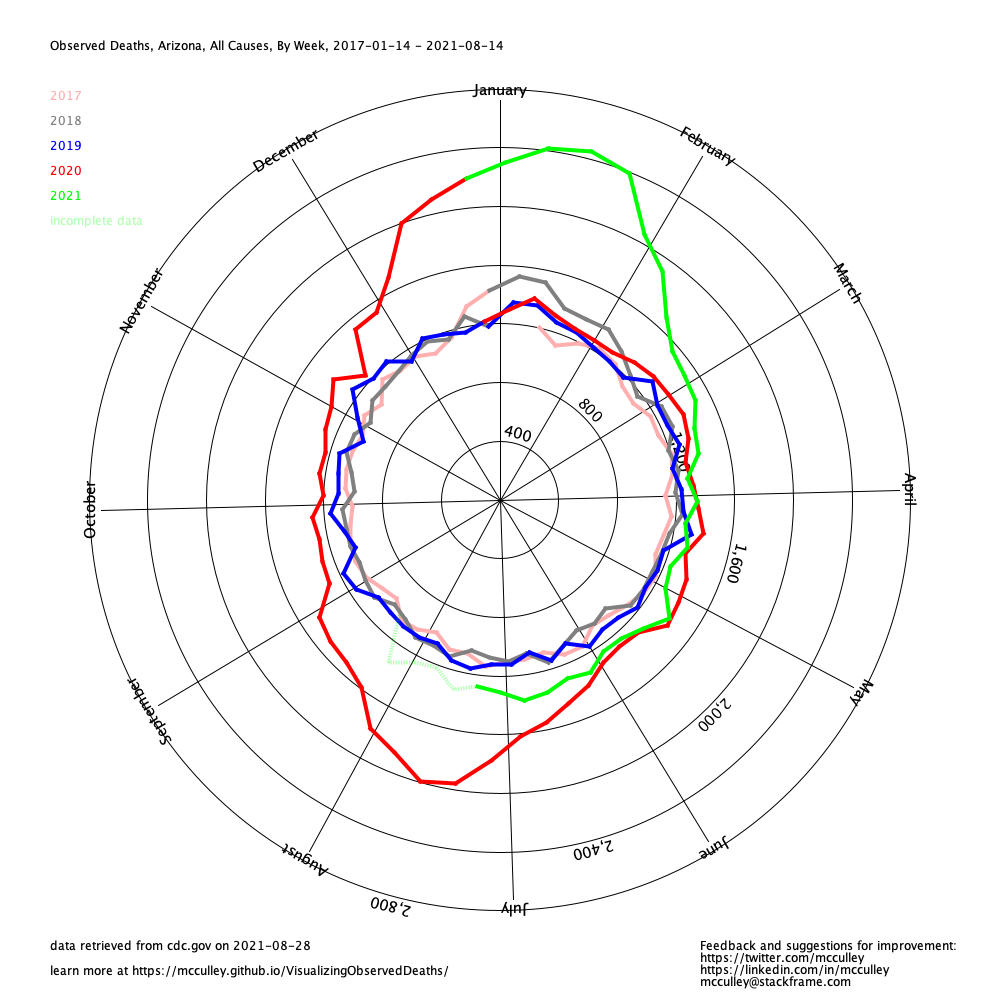 Observed Deaths, Arizona, All Causes, By Week, 2017-01-14 - 2021-08-14
2017
2018
2019
2020
2021
incomplete data
January
February
March
April
May
June
July
August
September
October
November
December
400
800
1,200
1,600
2,000
2,400
2,800
data retrieved from cdc.gov on 2021-08-28
learn more at https://mcculley.github.io/VisualizingObservedDeaths/
Feedback and suggestions for improvement:
https://twitter.com/mcculley
https://linkedin.com/in/mcculley
mcculley@stackframe.com